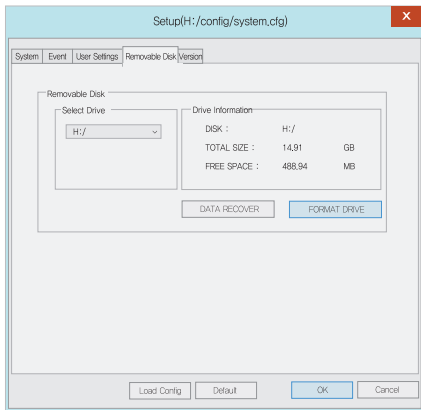 Setup(H:/config/system.cfg)
X
System Event User Settings Removable Disk Version
Removable Disk
Select Drive
H:/
Drive Information
DISK : H:/
TOTAL SIZE : 14.91 GB
FREE SPACE : 488.94 MB
DATA RECOVER FORMAT DRIVE
Load Config Default OK Cancel